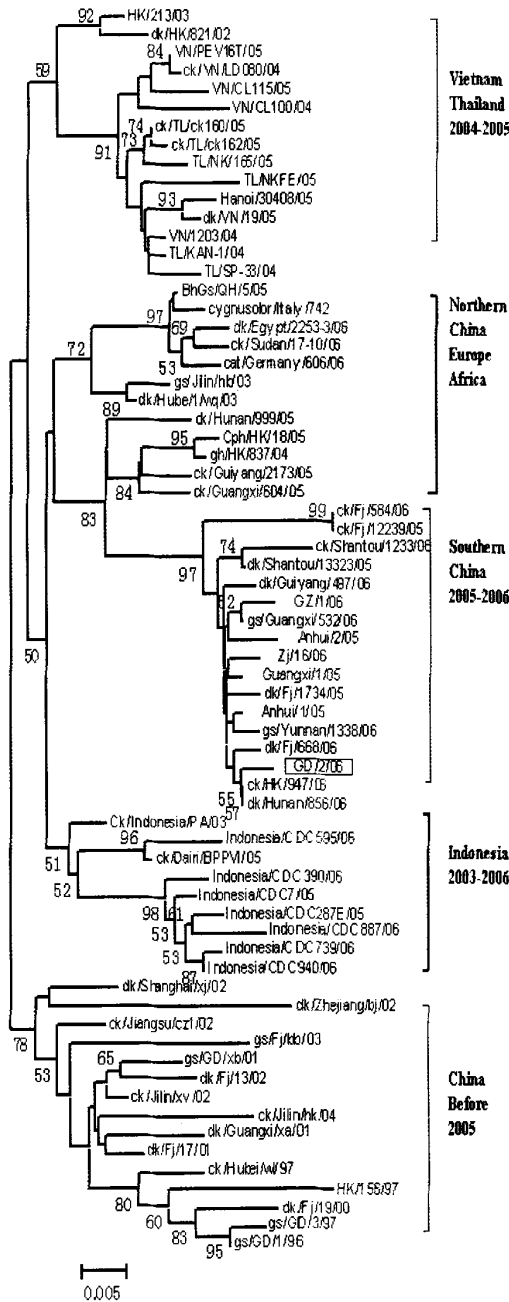 92
HK/213/03
dk/HK/821/02
59
84
VN/PEV16T/05
ck/VN/LD080/04
VN/CL115/05
VN/CL100/04
Vietnam
Thailand
2004-2005
91
74
73
ck/TL/ck160/05
ck/TL/ck162/05
TL/NK/165/05
TL/NKFE/05
93
Hanoi/30408/05
dk/VN/19/05
VN/1203/04
TL/KAN-1/04
TL/SP-33/04
BhGs/QH/5/05
97
cygnusolor/Italy/742
69
dk/Egypt/2253-3/06
ck/Sudan/17-10/06
53
cat/Germany/606/06
72
gs/Jilin/hb/03
dk/Hube/1/wq/03
Northern
China
Europe
Africa
89
dk/Hunan/999/05
95
Cph/HK/18/05
gh/HK/837/04
ck/Guiyang/2173/05
84
dk/Guangxi/604/05
83
99
ck/Fj/584/06
ck/Fj/12239/05
74
ck/Shantou/1233/06
97
dk/Shantou/13323/05
dk/Guiyang/497/06
GZ/1/06
gs/Guangxi/532/06
Anhui/2/05
Zj/16/06
Guangxi/1/05
dk/Fj/1734/05
Anhui/1/05
gs/Yunnan/1338/06
dk/Fj/668/06
GD/2/06
ck/HK/947/06
55
dk/Hunan/856/06
57
Southern
China
2005-2006
50
Ck/Indonesia/PA/03
96
Indonesia/CDC595/06
51
ck/Dairi/BPPVI/05
52
Indonesia/CDC390/06
Indonesia/CDC7/05
98
61
Indonesia/CDC287E/05
53
Indonesia/CDC887/06
53
Indonesia/CDC739/06
87
Indonesia/CDC940/06
Indonesia
2003-2006
dk/Shanghai/xj/02
dk/Zhejiang/bj/02
78
ck/Jiangsu/cz1/02
gs/Fj/bb/03
53
65
gs/GD/xb/01
dk/Fj/13/02
ck/Jilin/xv/02
ck/Jilin/hk/04
dk/Guangxi/xa/01
dk/Fj/17/01
ck/Hubei/wl/97
80
HK/156/97
60
dk/Fj/19/00
83
gs/GD/3/97
95
gs/GD/1/96
China
Before
2005
0.005